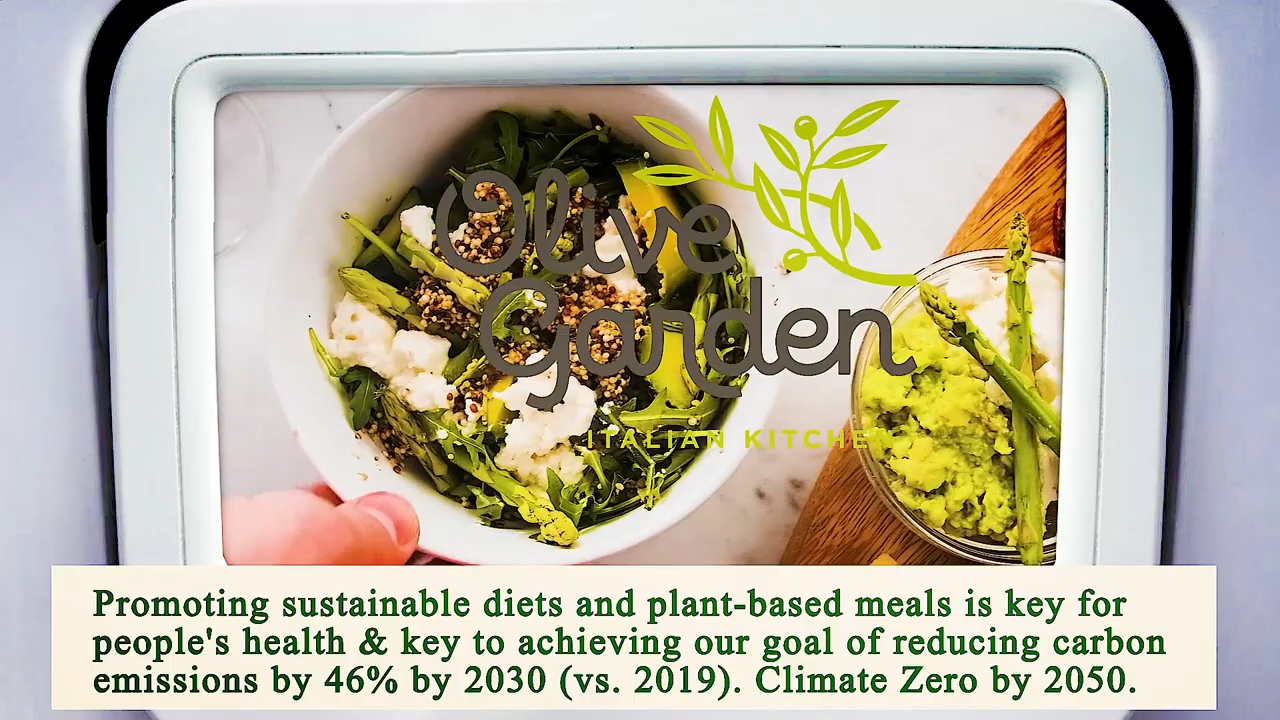 Olive
Garden
ITALIAN KITCHEN
Promoting sustainable diets and plant-based meals is key for
people's health & key to achieving our goal of reducing carbon
emissions by 46% by 2030 (vs. 2019). Climate Zero by 2050.